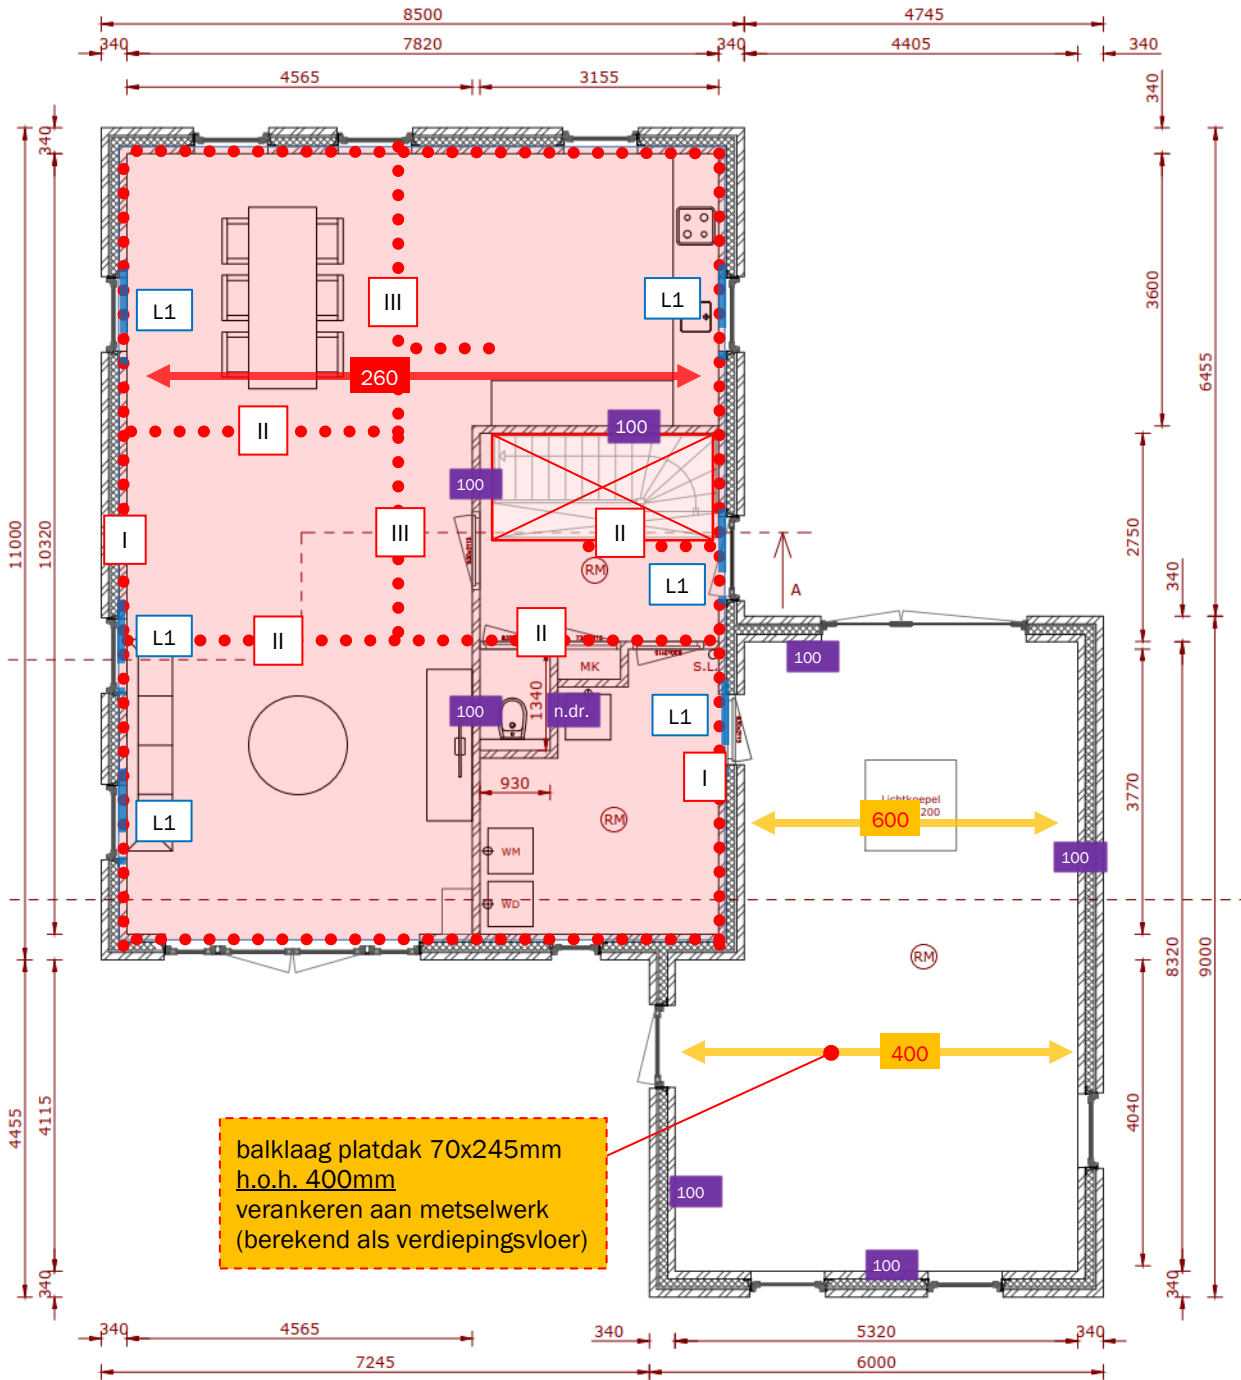 8500
4745
340
7820
340
4405
340
4565
3155
340
340
III
L1
L1
3600
6455
260
II
100
100
11000
10320
I
III
II
RM
A
2750
340
L1
L1
II
II
MK
S.L.
100
1340
100
n.dr.
L1
I
930
Lichtkoepel
200
600
3770
L1
RM
WM
WD
100
RM
8320
9000
400
4455
4115
4040
balklaag platdak 70x245mm
h.o.h. 400mm
verankeren aan metselwerk
(berekend als verdiepingsvloer)
100
100
340
340
340
4565
340
5320
340
7245
6000